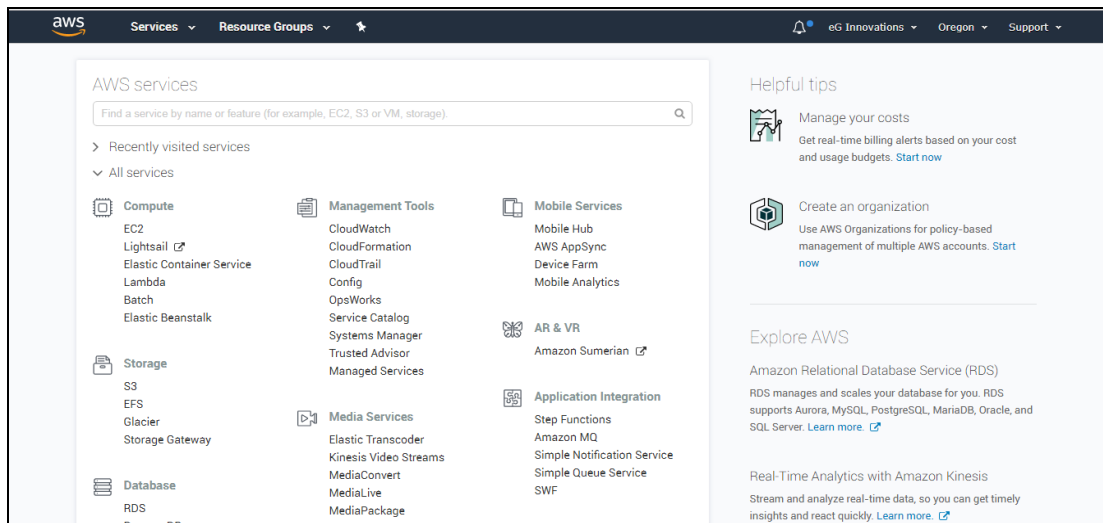 aws Services Resource Groups eG Innovations Oregon Support
AWS services
Find a service by name or feature (for example, EC2, S3 or VM, storage).
Recently visited services
All services
Compute
EC2
Lightsail
Elastic Container Service
Lambda
Batch
Elastic Beanstalk
Storage
S3
EFS
Glacier
Storage Gateway
Database
RDS
Management Tools
CloudWatch
CloudFormation
CloudTrail
Config
OpsWorks
Service Catalog
Systems Manager
Trusted Advisor
Managed Services
Media Services
Elastic Transcoder
Kinesis Video Streams
MediaConvert
MediaLive
MediaPackage
Mobile Services
Mobile Hub
AWS AppSync
Device Farm
Mobile Analytics
AR & VR
Amazon Sumerian
Application Integration
Step Functions
Amazon MQ
Simple Notification Service
Simple Queue Service
SWF
Helpful tips
Manage your costs
Get real-time billing alerts based on your cost
and usage budgets. Start now
Create an organization
Use AWS Organizations for policy-based
management of multiple AWS accounts. Start
now
Explore AWS
Amazon Relational Database Service (RDS)
RDS manages and scales your database for you. RDS
supports Aurora, MySQL, PostgreSQL, MariaDB, Oracle, and
SQL Server. Learn more.
Real-Time Analytics with Amazon Kinesis
Stream and analyze real-time data, so you can get timely
insights and react quickly. Learn more.